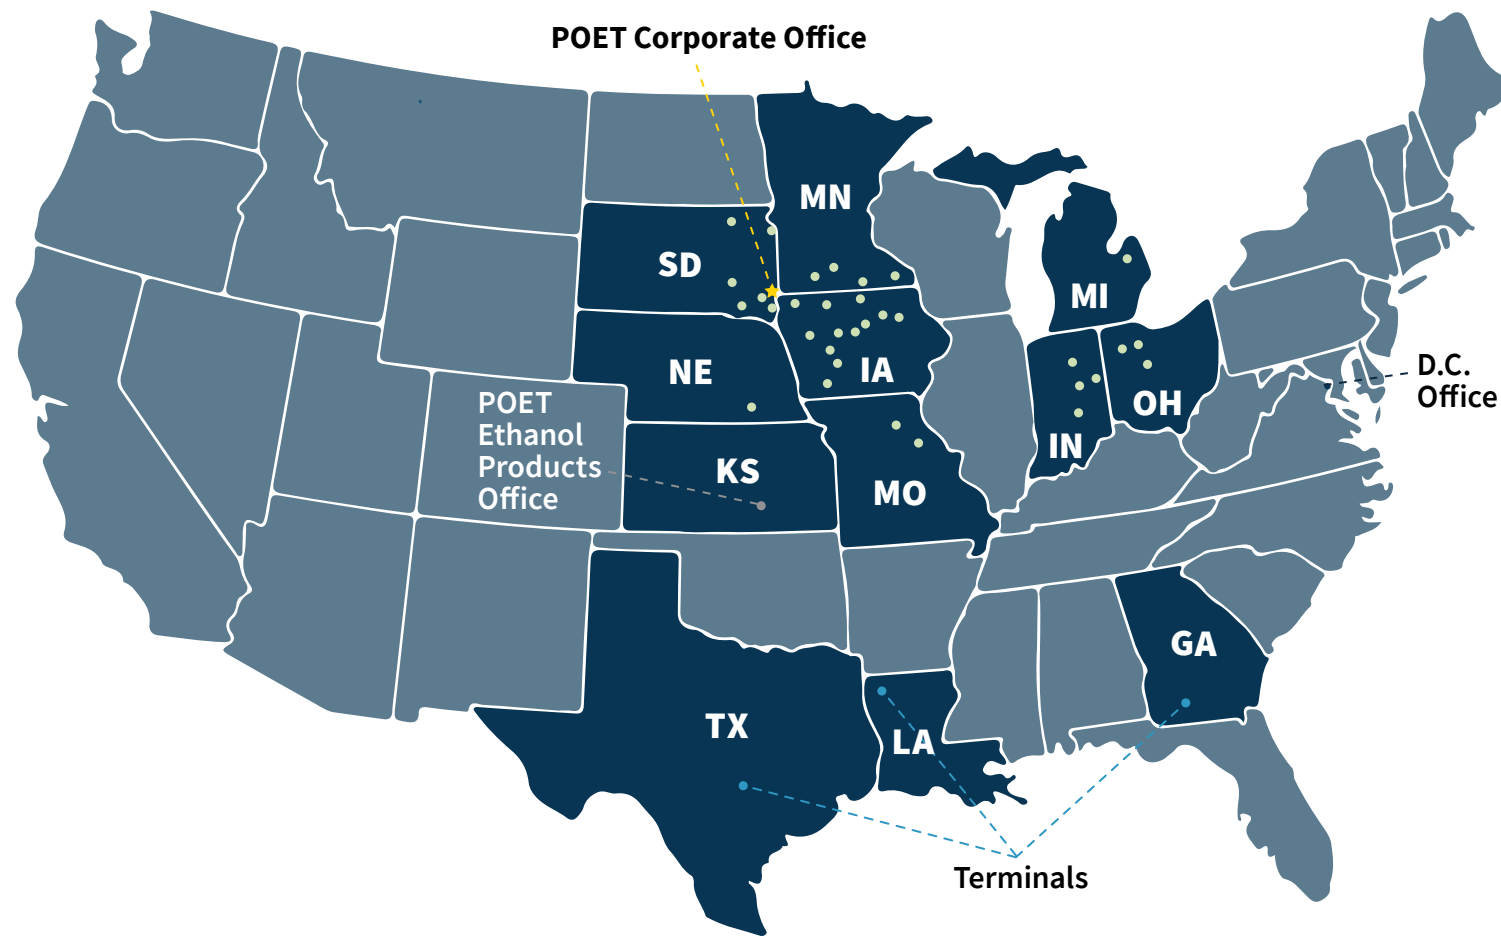 POET Corporate Office
MN
SD
MI
D.C.
Office
NE
IA
POET
Ethanol
Products
Office
OH
IN
KS
MO
GA
TX
LA
Terminals